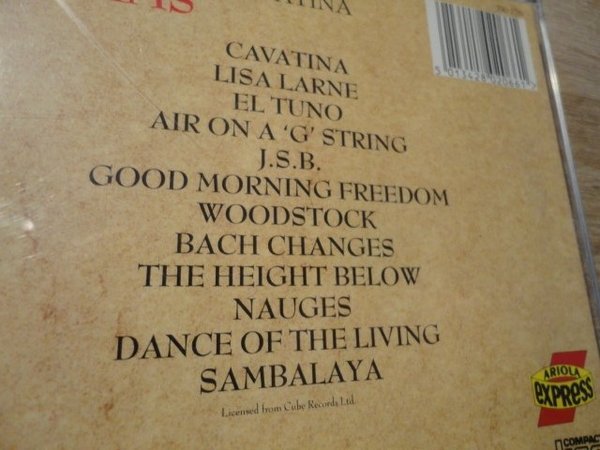 CAVATINA
LISA LARNE
EL TUNO
AIR ON A 'G' STRING
J.S.B.
GOOD MORNING FREEDOM
WOODSTOCK
BACH CHANGES
THE HEIGHT BELOW
NAUGES
DANCE OF THE LIVING
SAMBALAYA
Licensed from Cube Records Ltd.
ARIOLA
EXPRESS
COMPACT